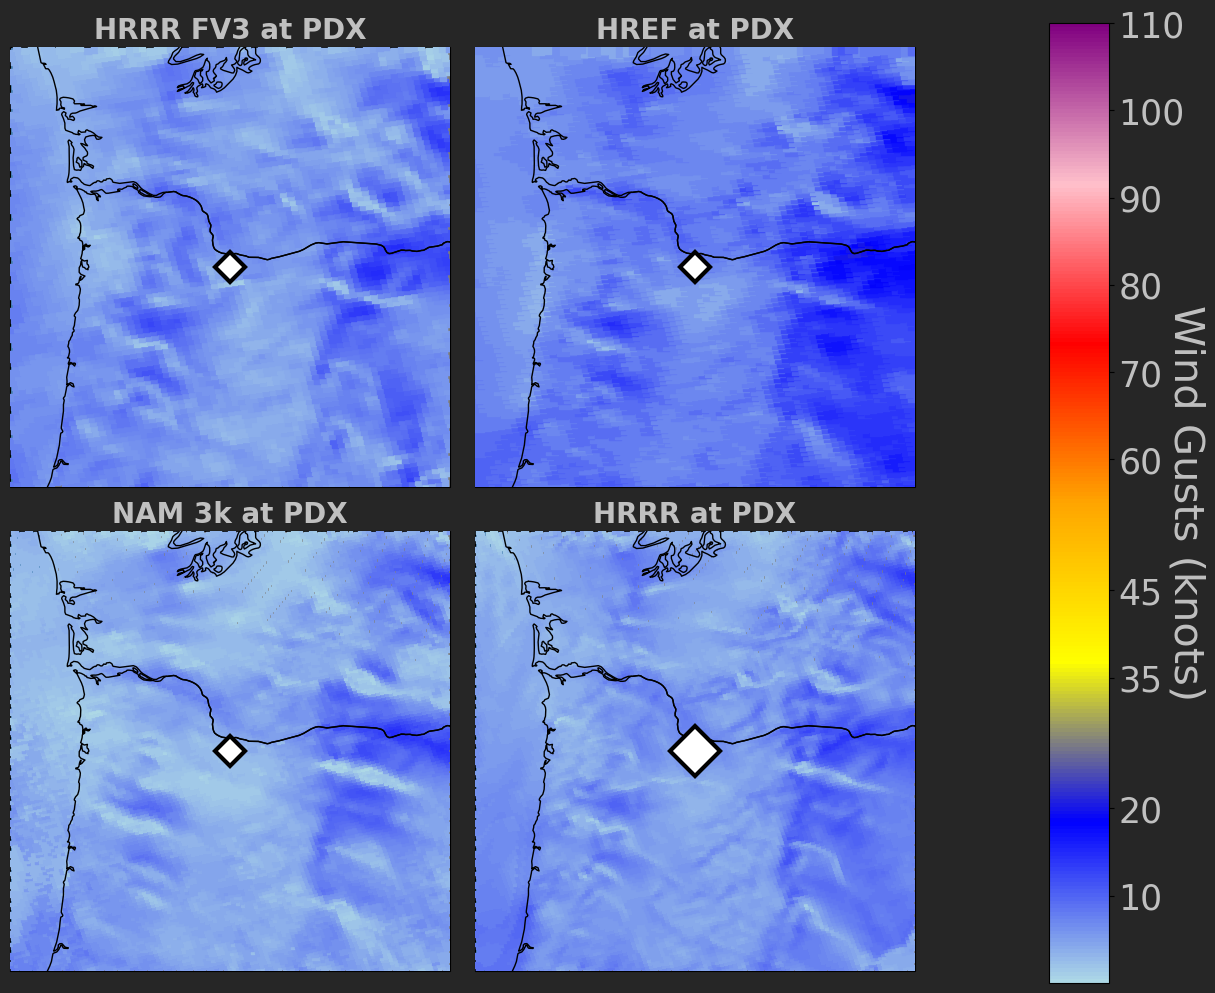 HRRR FV3 at PDX
HREF at PDX
NAM 3k at PDX
HRRR at PDX
110
100
90
80
70
60
45
35
20
10
Wind Gusts (knots)